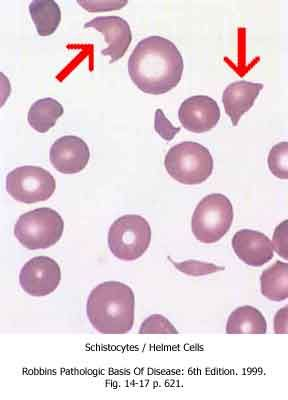 Schistocytes / Helmet Cells
Robbins Pathologic Basis Of Disease: 6th Edition. 1999.
Fig. 14-17 p. 621.